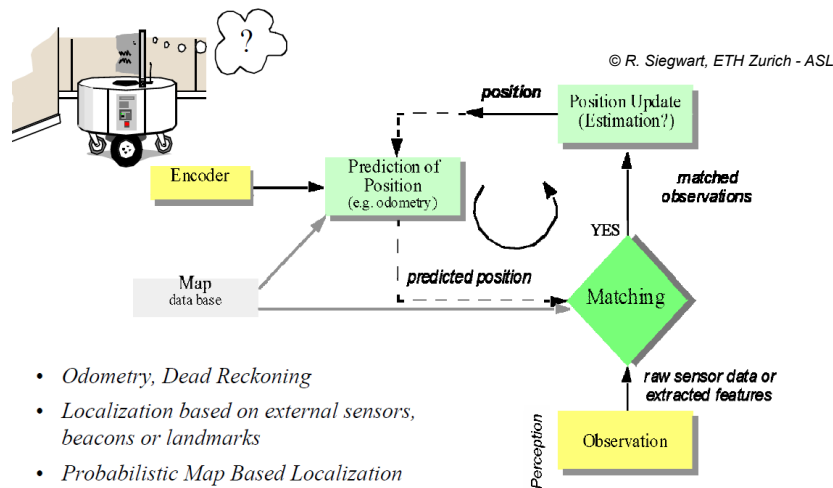 ?
© R. Siegwart, ETH Zurich - ASL
position
Position Update
(Estimation?)
Encoder
Prediction of
Position
(e.g. odometry)
matched
observations
YES
Map
data base
predicted position
Matching
• Odometry, Dead Reckoning
• Localization based on external sensors,
beacons or landmarks
• Probabilistic Map Based Localization
raw sensor data or
extracted features
Observation
Perception